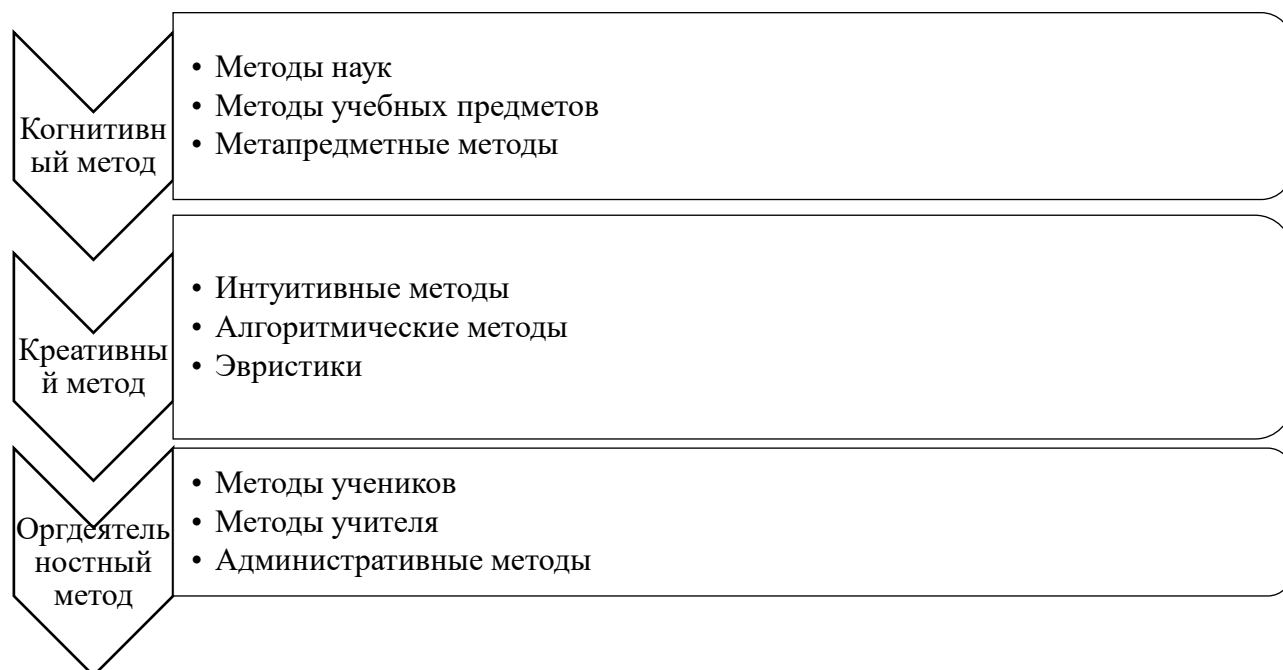 Когнитивн
ый метод
• Методы наук
• Методы учебных предметов
• Метапредметные методы
Креативны
й метод
• Интуитивные методы
• Алгоритмические методы
• Эвристики
Оргдеятель
ностный
метод
• Методы учеников
• Методы учителя
• Административные методы